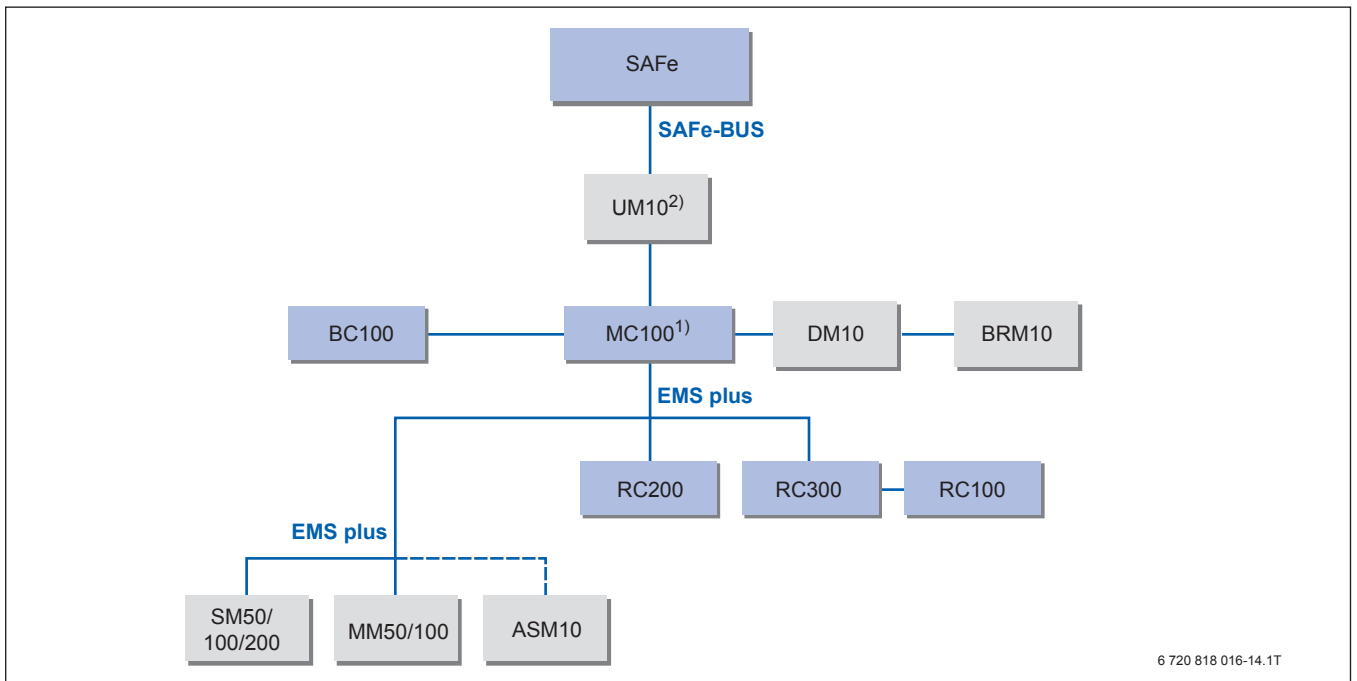 SAFe
SAFe-BUS
UM10²⁾
BC100
MC100¹⁾
DM10
BRM10
EMS plus
RC200
RC300
RC100
EMS plus
SM50/
100/200
MM50/100
ASM10
6 720 818 016-14.1T